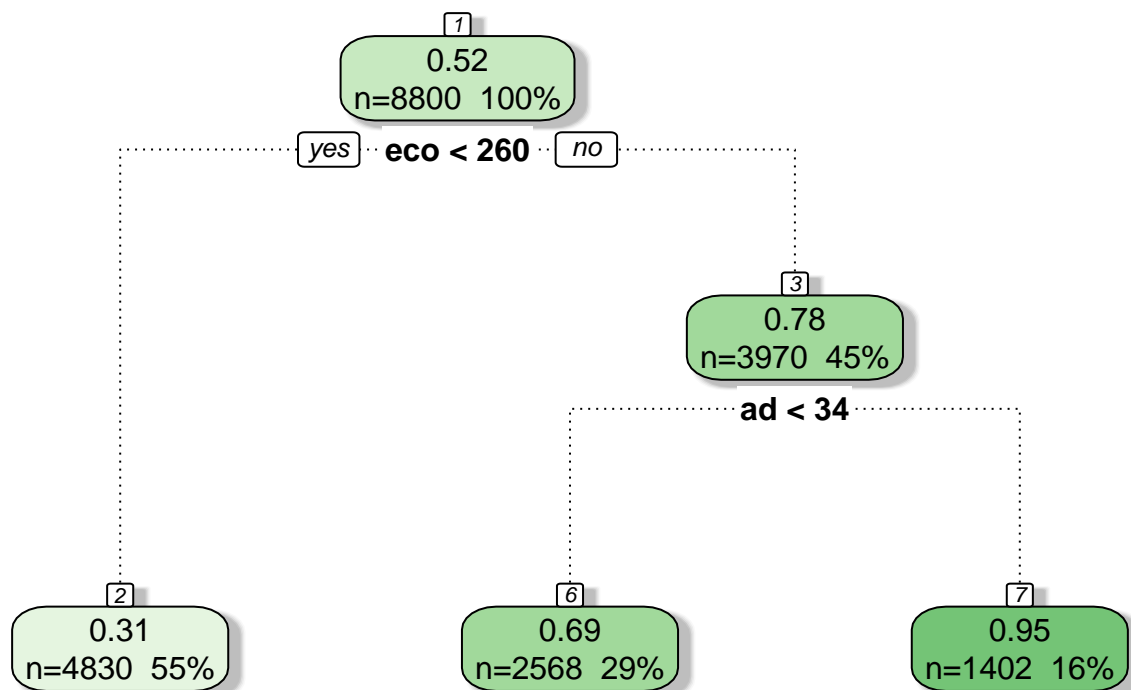 1
0.52
n=8800 100%
yes eco < 260 no
3
0.78
n=3970 45%
ad < 34
2
0.31
n=4830 55%
6
0.69
n=2568 29%
7
0.95
n=1402 16%